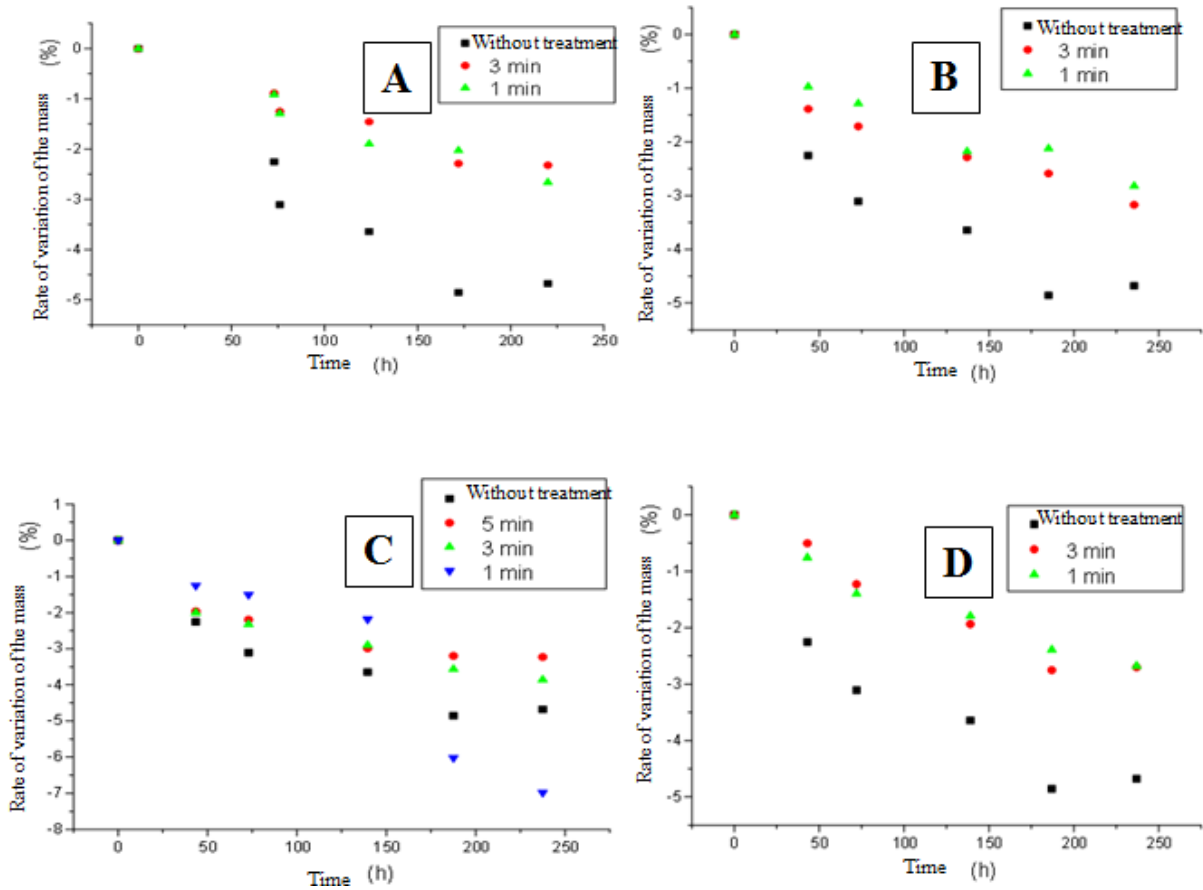 A
Without treatment
3 min
1 min
Rate of variation of the mass (%)
0
-1
-2
-3
-4
-5
0 50 100 150 200 250
Time (h)
B
Without treatment
3 min
1 min
Rate of variation of the mass (%)
0
-1
-2
-3
-4
-5
0 50 100 150 200 250
Time (h)
C
Without treatment
5 min
3 min
1 min
Rate of variation of the mass (%)
1
0
-1
-2
-3
-4
-5
-6
-7
-8
0 50 100 150 200 250
Time (h)
D
Without treatment
3 min
1 min
Rate of variation of the mass (%)
0
-1
-2
-3
-4
-5
0 50 100 150 200 250
Time (h)